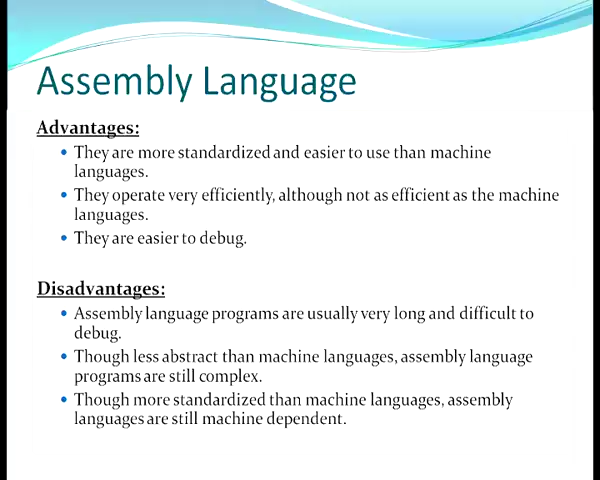 Assembly Language
Advantages:
• They are more standardized and easier to use than machine
languages.
• They operate very efficiently, although not as efficient as the machine
languages.
• They are easier to debug.
Disadvantages:
• Assembly language programs are usually very long and difficult to
debug.
• Though less abstract than machine languages, assembly language
programs are still complex.
• Though more standardized than machine languages, assembly
languages are still machine dependent.